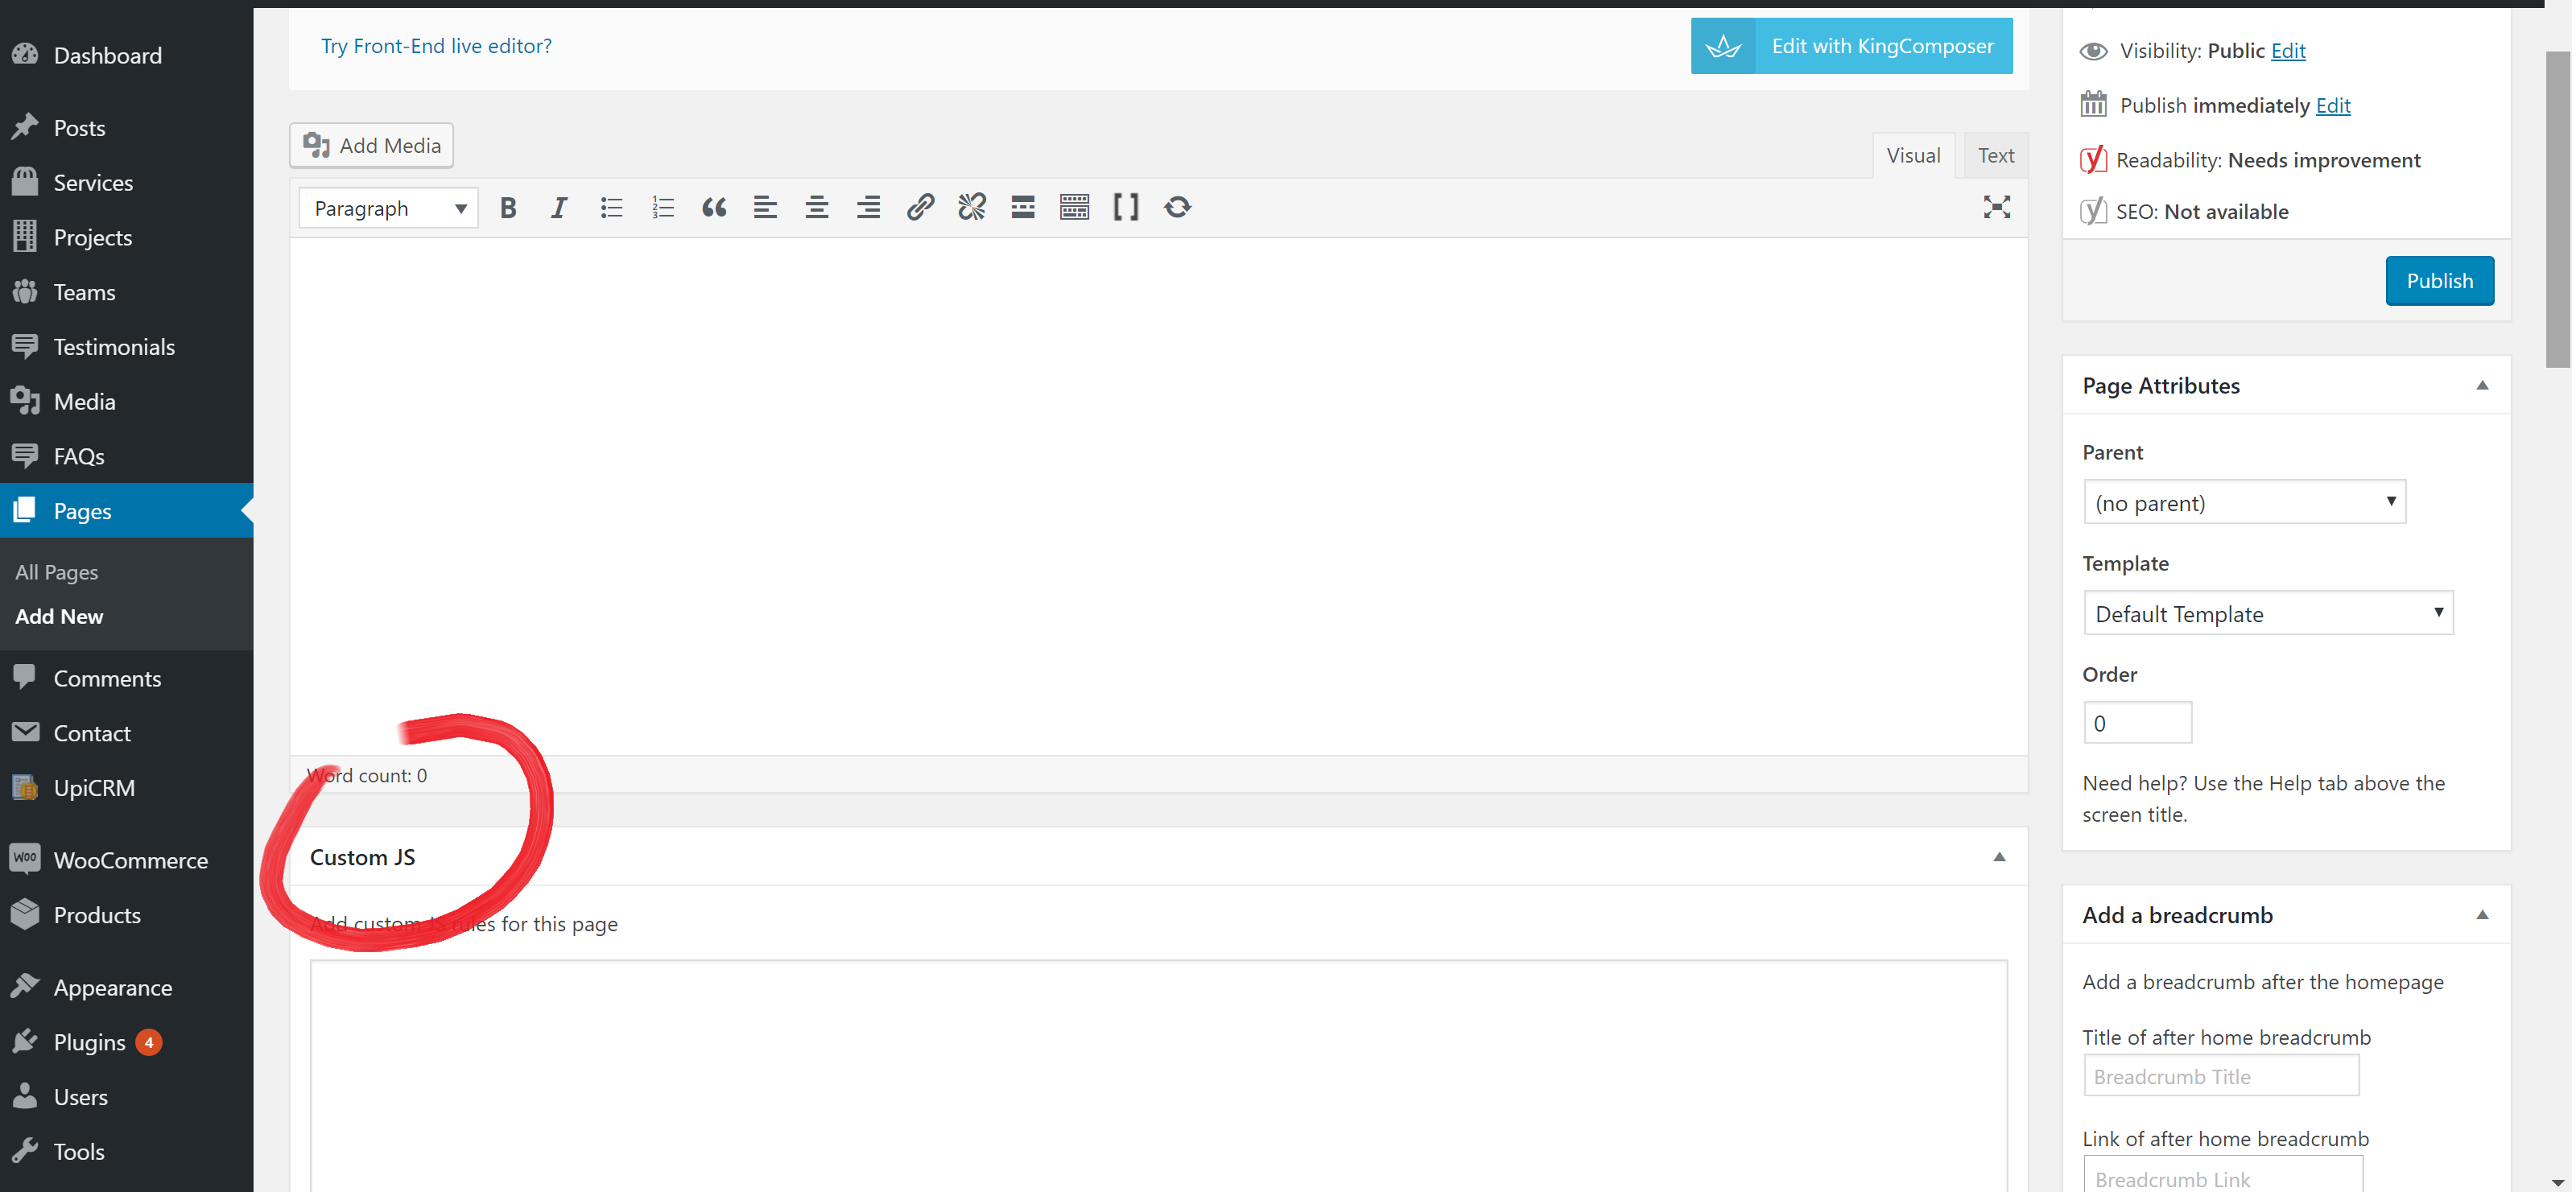 Dashboard
Posts
Services
Projects
Teams
Testimonials
Media
FAQs
Pages
All Pages
Add New
Comments
Contact
UpiCRM
WOO WooCommerce
Products
Appearance
Plugins 4
Users
Tools
Try Front-End live editor?
Edit with KingComposer
Add Media
Visual
Text
Paragraph
Word count: 0
Custom JS
Add custom JS rules for this page
Visibility: Public Edit
Publish immediately Edit
Readability: Needs improvement
SEO: Not available
Publish
Page Attributes
Parent
(no parent)
Template
Default Template
Order
0
Need help? Use the Help tab above the
screen title.
Add a breadcrumb
Add a breadcrumb after the homepage
Title of after home breadcrumb
Breadcrumb Title
Link of after home breadcrumb
Breadcrumb Link